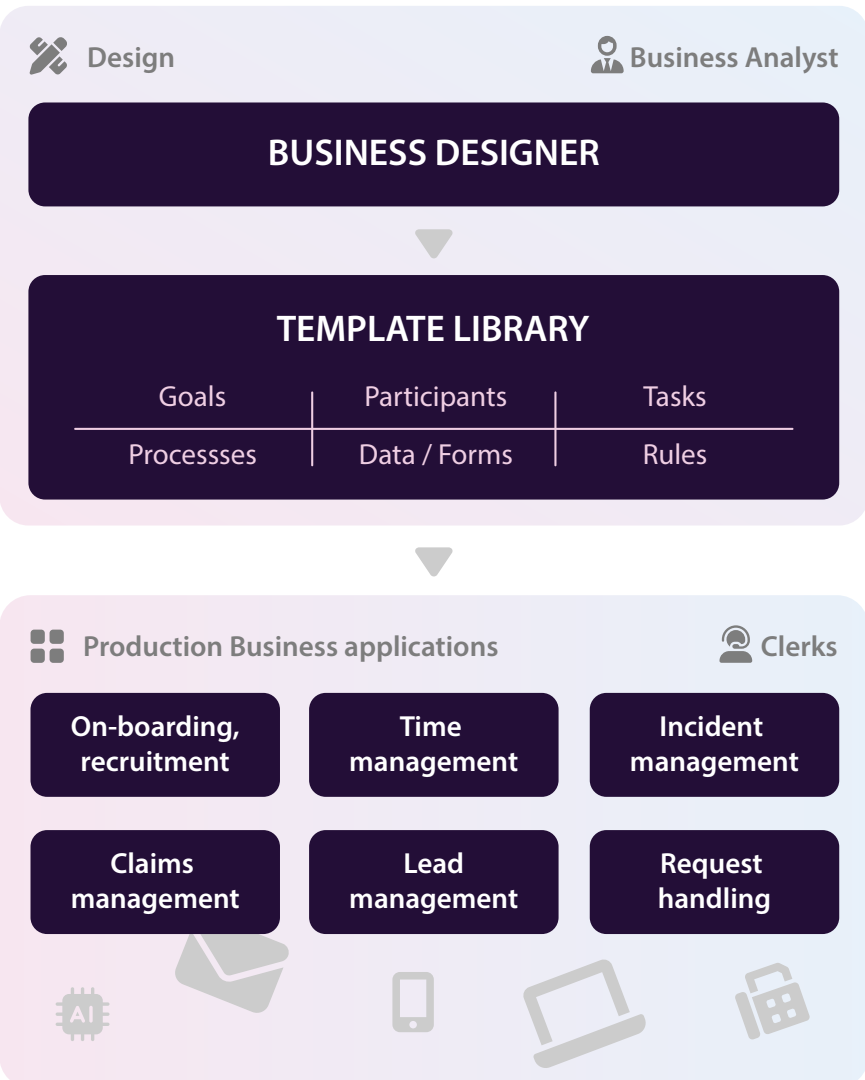 Design
Business Analyst
BUSINESS DESIGNER
TEMPLATE LIBRARY
Goals
Participants
Tasks
Processses
Data / Forms
Rules
Production Business applications
Clerks
On-boarding,
recruitment
Time
management
Incident
management
Claims
management
Lead
management
Request
handling
AI